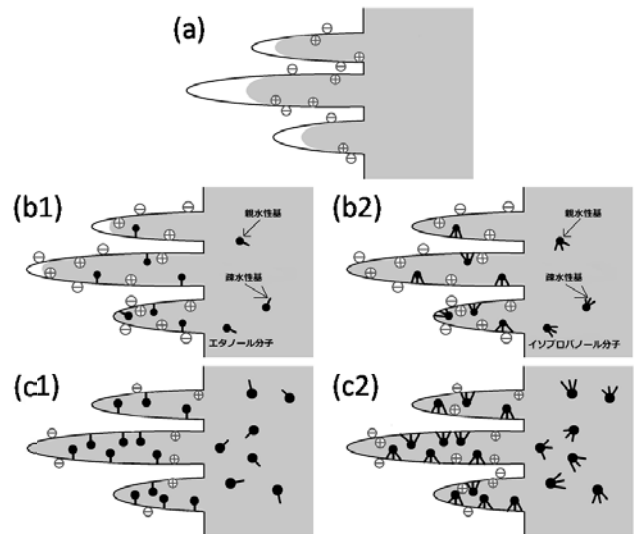 (a)
(b1)
親水性基
疎水性基
エタノール分子
(b2)
親水性基
疎水性基
イソプロパノール分子
(c1)
(c2)